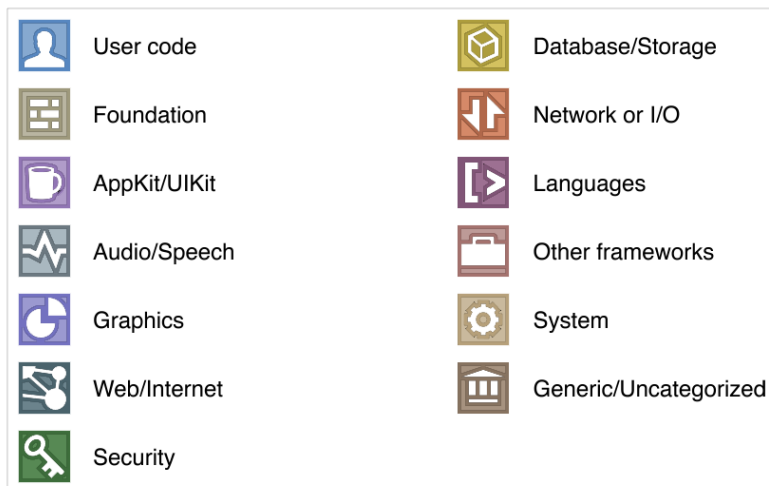 User code
Foundation
AppKit/UIKit
Audio/Speech
Graphics
Web/Internet
Security
Database/Storage
Network or I/O
Languages
Other frameworks
System
Generic/Uncategorized